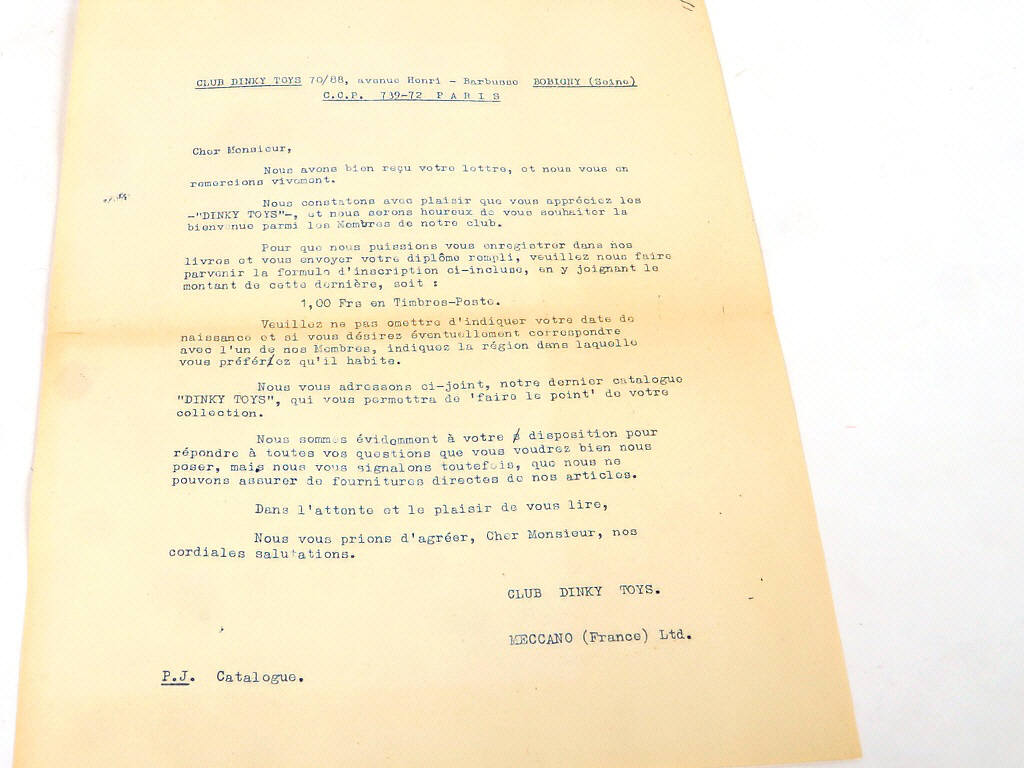 CLUB DINKY TOYS 70/88, avenue Henri - Barbusse BOBIGNY (Seine)
C.C.P. 739-72 P A R I S
Cher Monsieur,
Nous avons bien reçu votre lettre, et nous vous en
remercions vivement.
Nous constatons avec plaisir que vous appréciez les
-"DINKY TOYS"-, et nous serons heureux de vous souhaiter la
bienvenue parmi les Membres de notre club.
Pour que nous puissions vous enregistrer dans nos
livres et vous envoyer votre diplôme rempli, veuillez nous faire
parvenir la formule d'inscription ci-incluse, en y joignant le
montant de cette dernière, soit :
1,00 Frs en Timbres-Poste.
Veuillez ne pas omettre d'indiquer votre date de
naissance et si vous désirez éventuellement correspondre
avec l'un de nos Membres, indiquez la région dans laquelle
vous préférez qu'il habite.
Nous vous adressons ci-joint, notre dernier catalogue
"DINKY TOYS", qui vous permettra de 'faire le point' de votre
collection.
Nous sommes évidemment à votre disposition pour
répondre à toutes vos questions que vous voudrez bien nous
poser, mais nous vous signalons toutefois, que nous ne
pouvons assurer de fournitures directes de nos articles.
Dans l'attente et le plaisir de vous lire,
Nous vous prions d'agréer, Cher Monsieur, nos
cordiales salutations.
CLUB DINKY TOYS.
MECCANO (France) Ltd.
P.J. Catalogue.